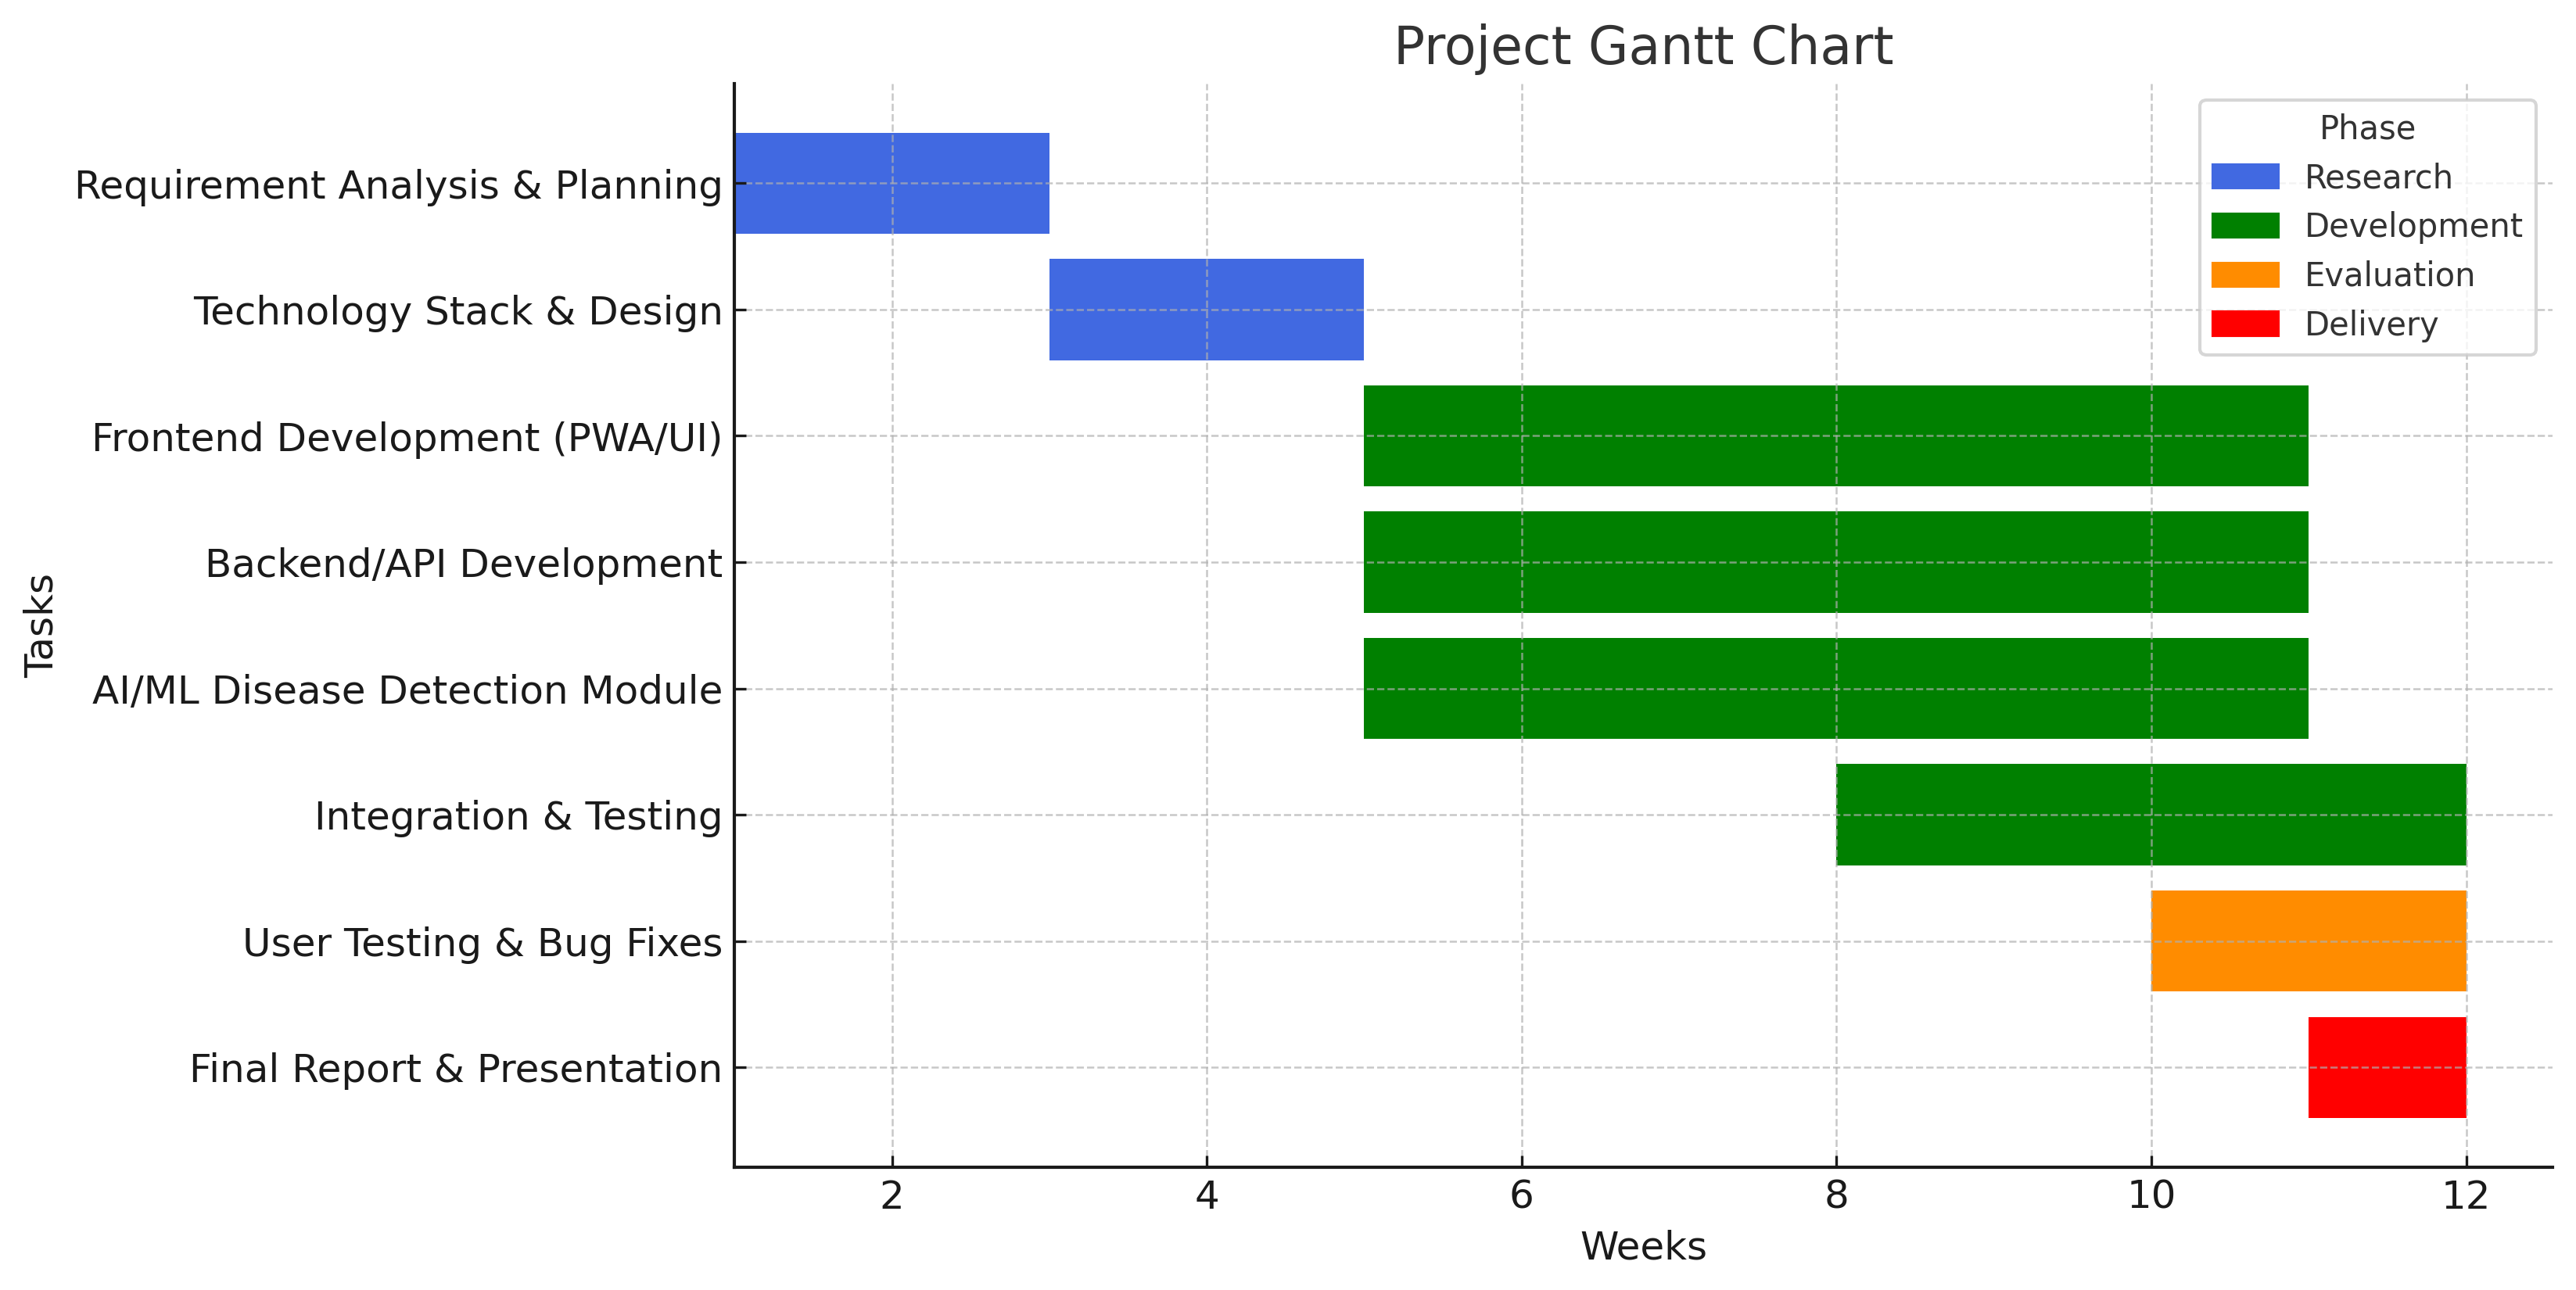 Project Gantt Chart
Phase
Research
Development
Evaluation
Delivery
Tasks
Requirement Analysis & Planning
Technology Stack & Design
Frontend Development (PWA/UI)
Backend/API Development
AI/ML Disease Detection Module
Integration & Testing
User Testing & Bug Fixes
Final Report & Presentation
2 4 6 8 10 12
Weeks